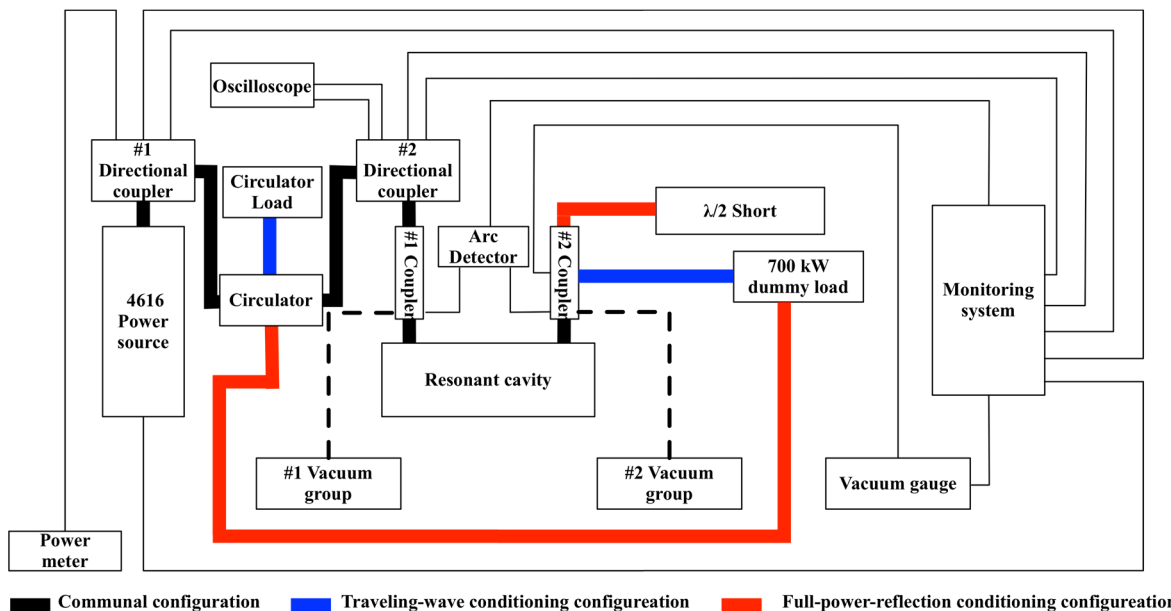 Oscilloscope
#1
Directional
coupler
Circulator
Load
#2
Directional
coupler
λ/2 Short
#1 Coupler
Arc
Detector
#2 Coupler
700 kW
dummy load
4616
Power
source
Circulator
Monitoring
system
Resonant cavity
#1 Vacuum
group
#2 Vacuum
group
Vacuum gauge
Power
meter
Communal configuration
Traveling-wave conditioning configureation
Full-power-reflection conditioning configureation